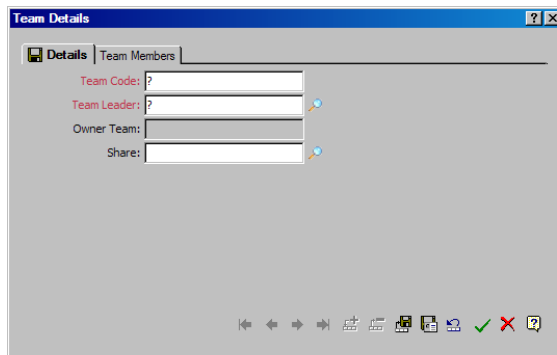 Team Details
Details Team Members
Team Code: ?
Team Leader: ?
Owner Team:
Share: